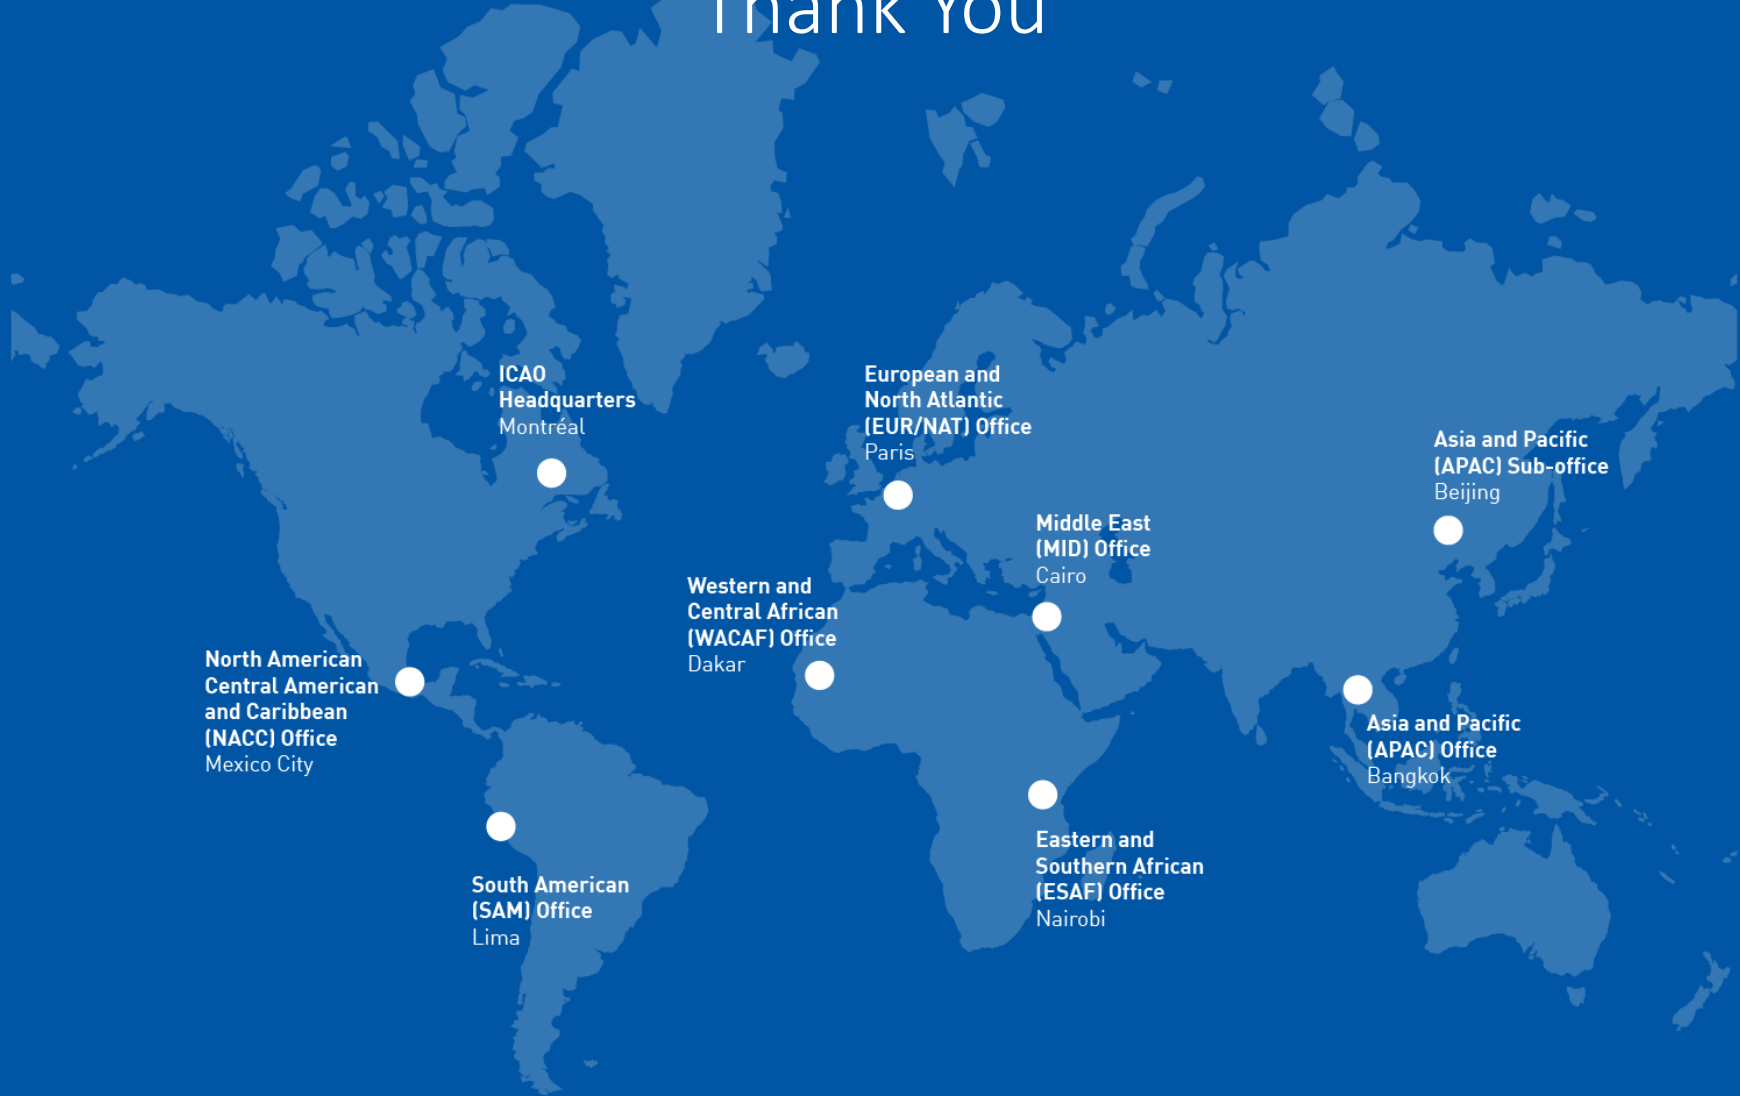 Thank You
ICAO
Headquarters
Montréal
European and
North Atlantic
(EUR/NAT) Office
Paris
Asia and Pacific
(APAC) Sub-office
Beijing
Middle East
(MID) Office
Cairo
Western and
Central African
(WACAF) Office
Dakar
North American
Central American
and Caribbean
(NACC) Office
Mexico City
Asia and Pacific
(APAC) Office
Bangkok
Eastern and
Southern African
(ESAF) Office
Nairobi
South American
(SAM) Office
Lima